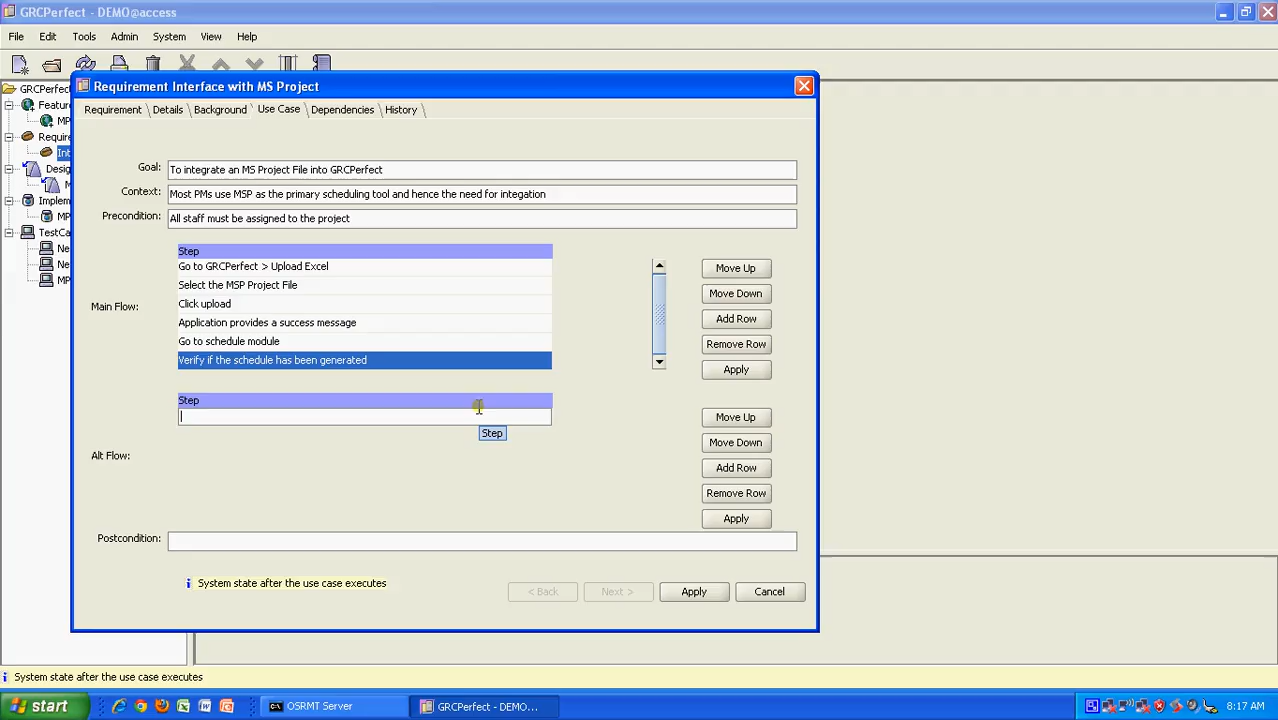 GRCPerfect - DEMO@access
File Edit Tools Admin System View Help
Requirement Interface with MS Project
Requirement Details Background Use Case Dependencies History
GRCPerfect
Featur
MP
Require
Int
Desig
M
Implem
MP
TestCa
Ne
Ne
MP
Goal: To integrate an MS Project File into GRCPerfect
Context: Most PMs use MSP as the primary scheduling tool and hence the need for integation
Precondition: All staff must be assigned to the project
Step
Go to GRCPerfect > Upload Excel
Select the MSP Project File
Click upload
Application provides a success message
Go to schedule module
Verify if the schedule has been generated
Main Flow:
Move Up
Move Down
Add Row
Remove Row
Apply
Step
Step
Alt Flow:
Move Up
Move Down
Add Row
Remove Row
Apply
Postcondition:
System state after the use case executes
< Back Next > Apply Cancel
System state after the use case executes
start OSRMT Server GRCPerfect - DEMO... 8:17 AM